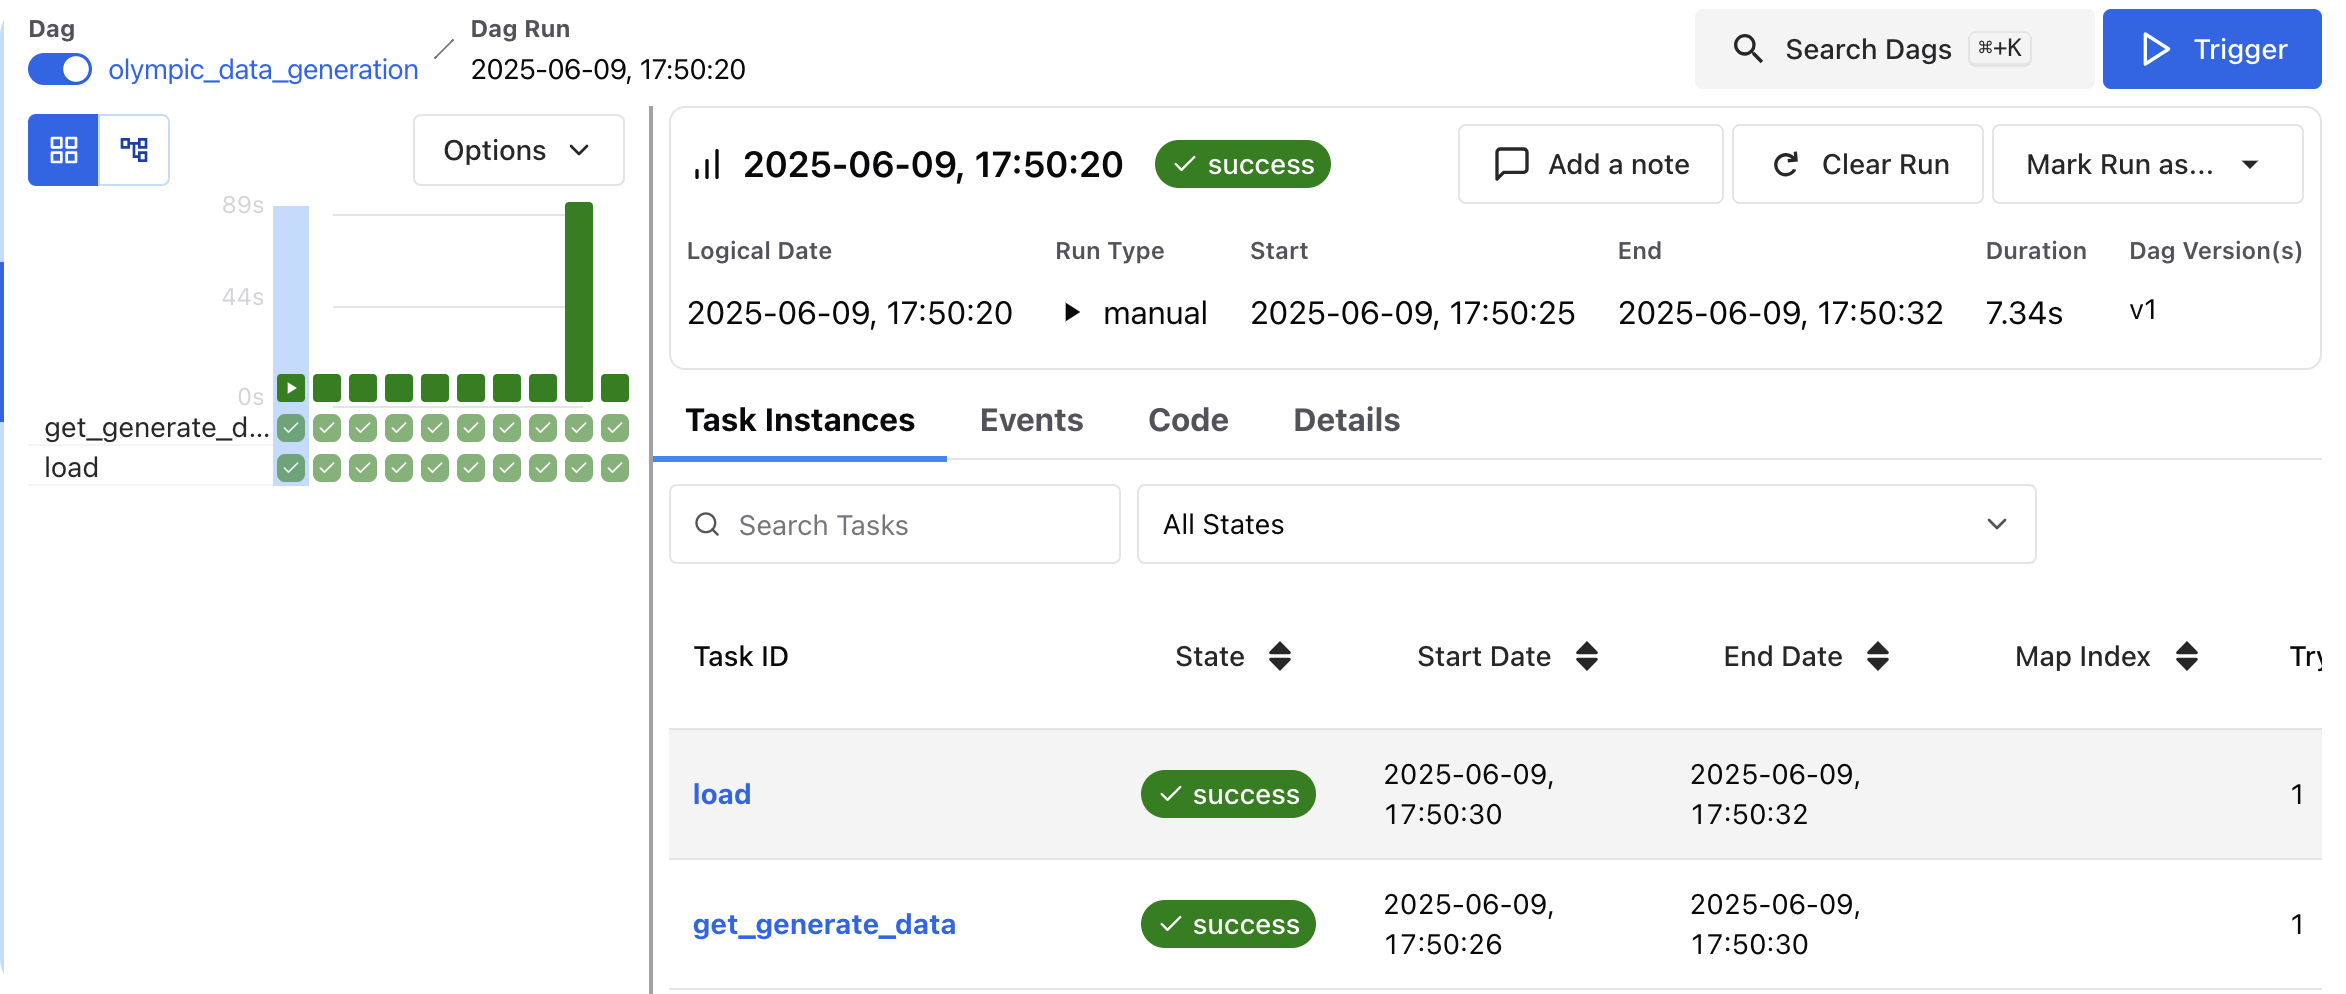 Dag
olympic_data_generation
Dag Run
2025-06-09, 17:50:20
Search Dags ⌘+K
Trigger
Options
89s
44s
0s
get_generate_d...
load
2025-06-09, 17:50:20 success
Add a note
Clear Run
Mark Run as...
Logical Date Run Type Start End Duration Dag Version(s)
2025-06-09, 17:50:20 manual 2025-06-09, 17:50:25 2025-06-09, 17:50:32 7.34s v1
Task Instances Events Code Details
Search Tasks
All States
Task ID State Start Date End Date Map Index Try
load success 2025-06-09, 17:50:30 2025-06-09, 17:50:32 1
get_generate_data success 2025-06-09, 17:50:26 2025-06-09, 17:50:30 1